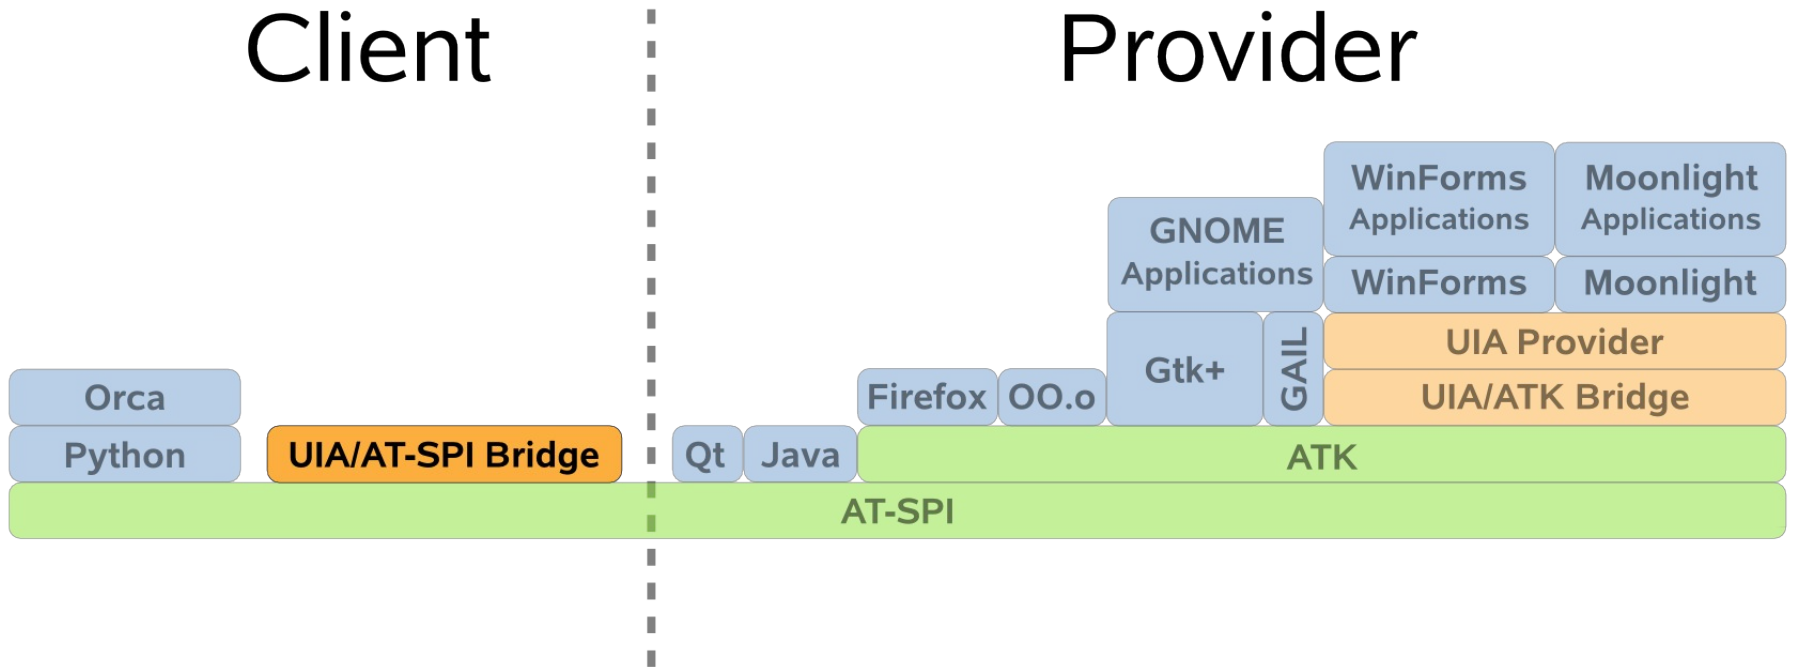 Client
Provider
WinForms
Applications
Moonlight
Applications
GNOME
Applications
WinForms
Moonlight
UIA Provider
Gtk+
GAIL
Orca
Firefox
OO.o
UIA/ATK Bridge
Python
UIA/AT-SPI Bridge
Qt
Java
ATK
AT-SPI